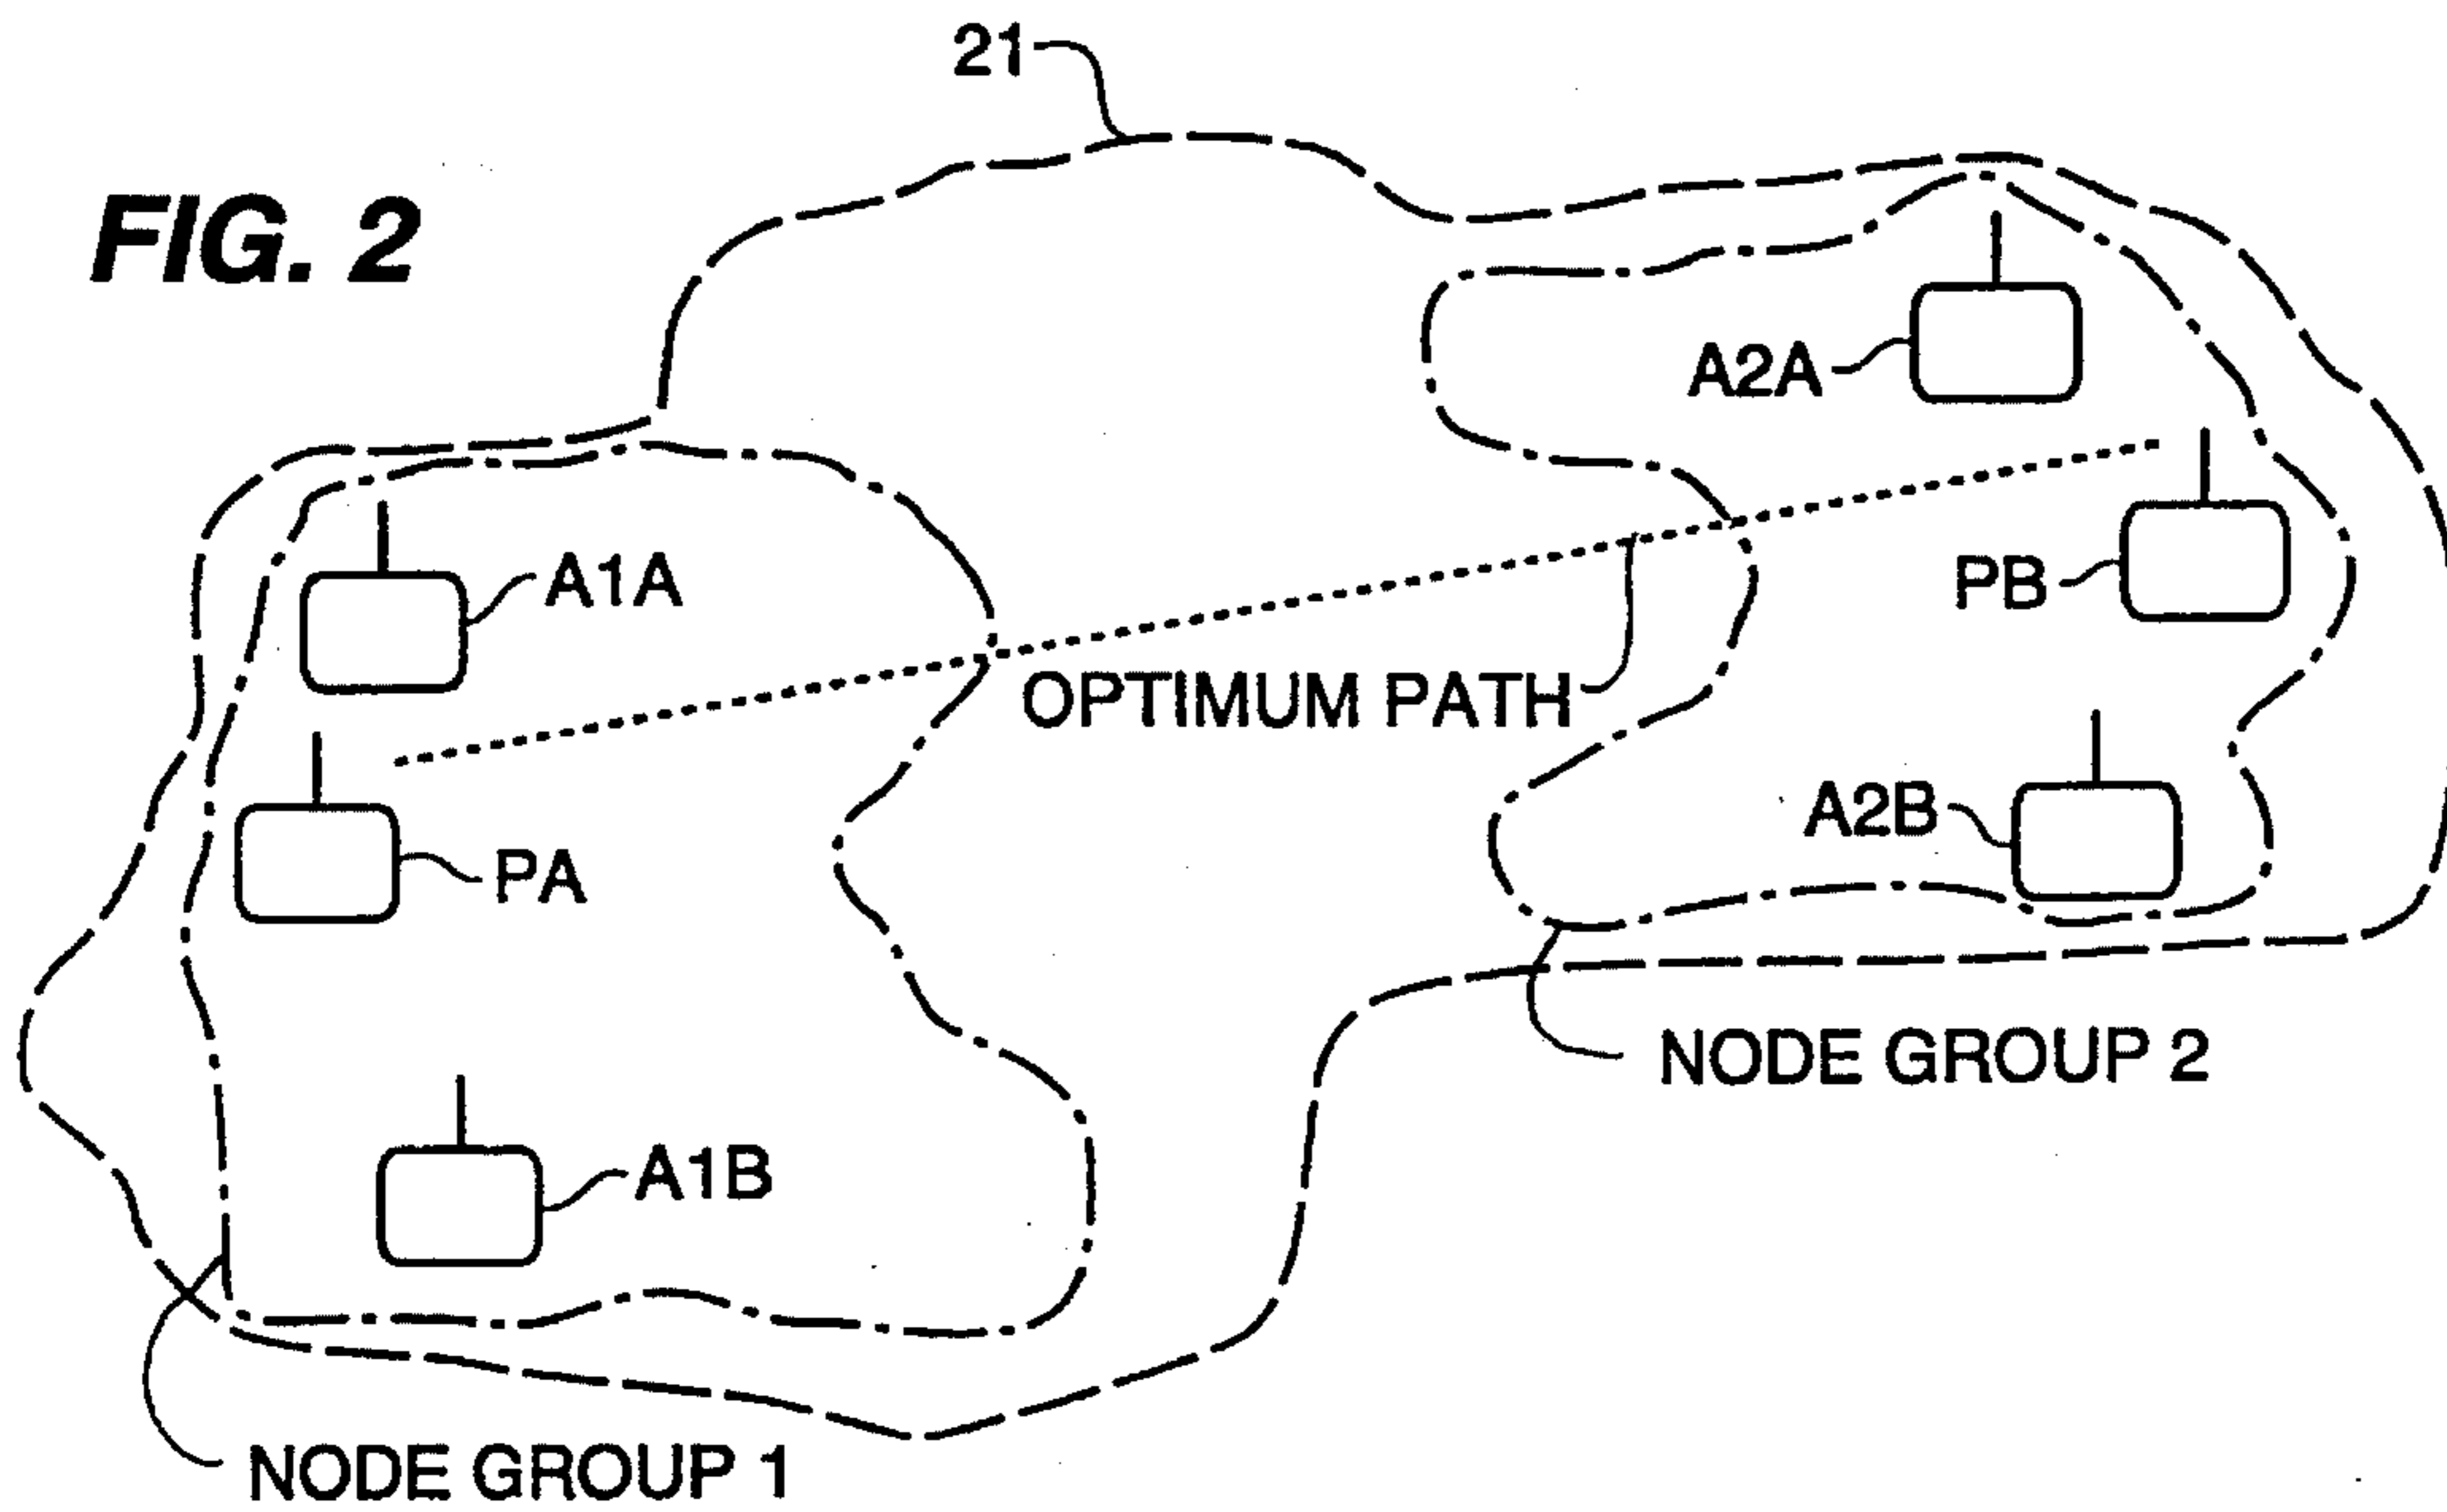 21
FIG. 2
A2A
A1A
PB
OPTIMUM PATH
A2B
PA
NODE GROUP 2
A1B
NODE GROUP 1